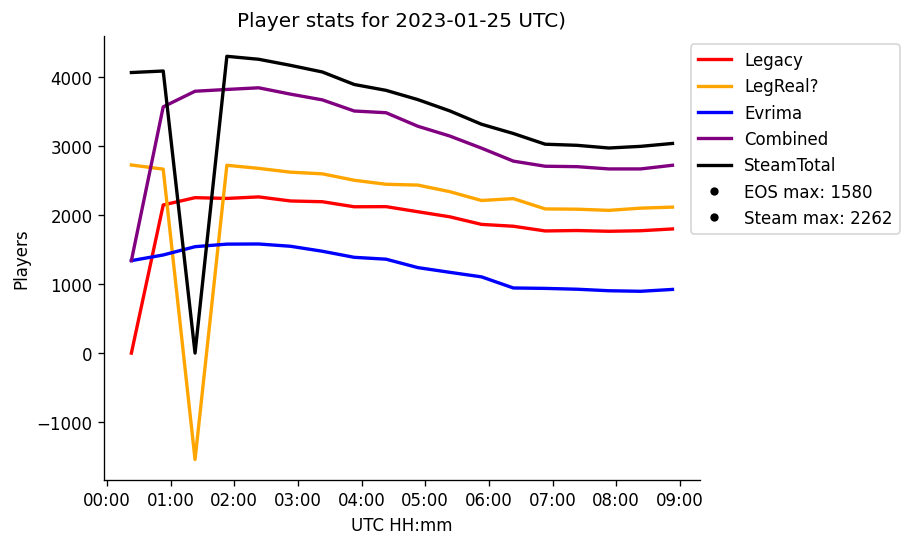 Player stats for 2023-01-25 UTC)
Legacy
LegReal?
Evrima
Combined
SteamTotal
EOS max: 1580
Steam max: 2262
Players
4000
3000
2000
1000
0
−1000
00:00 01:00 02:00 03:00 04:00 05:00 06:00 07:00 08:00 09:00
UTC HH:mm